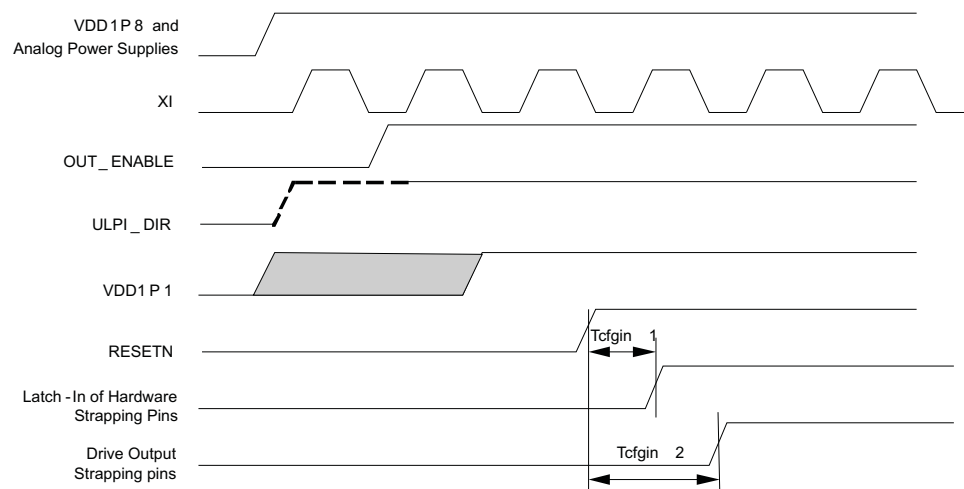 VDD1P8 and
Analog Power Supplies
XI
OUT_ENABLE
ULPI_DIR
VDD1P1
RESETN
Tcfgin 1
Latch-In of Hardware
Strapping Pins
Drive Output
Strapping pins
Tcfgin 2